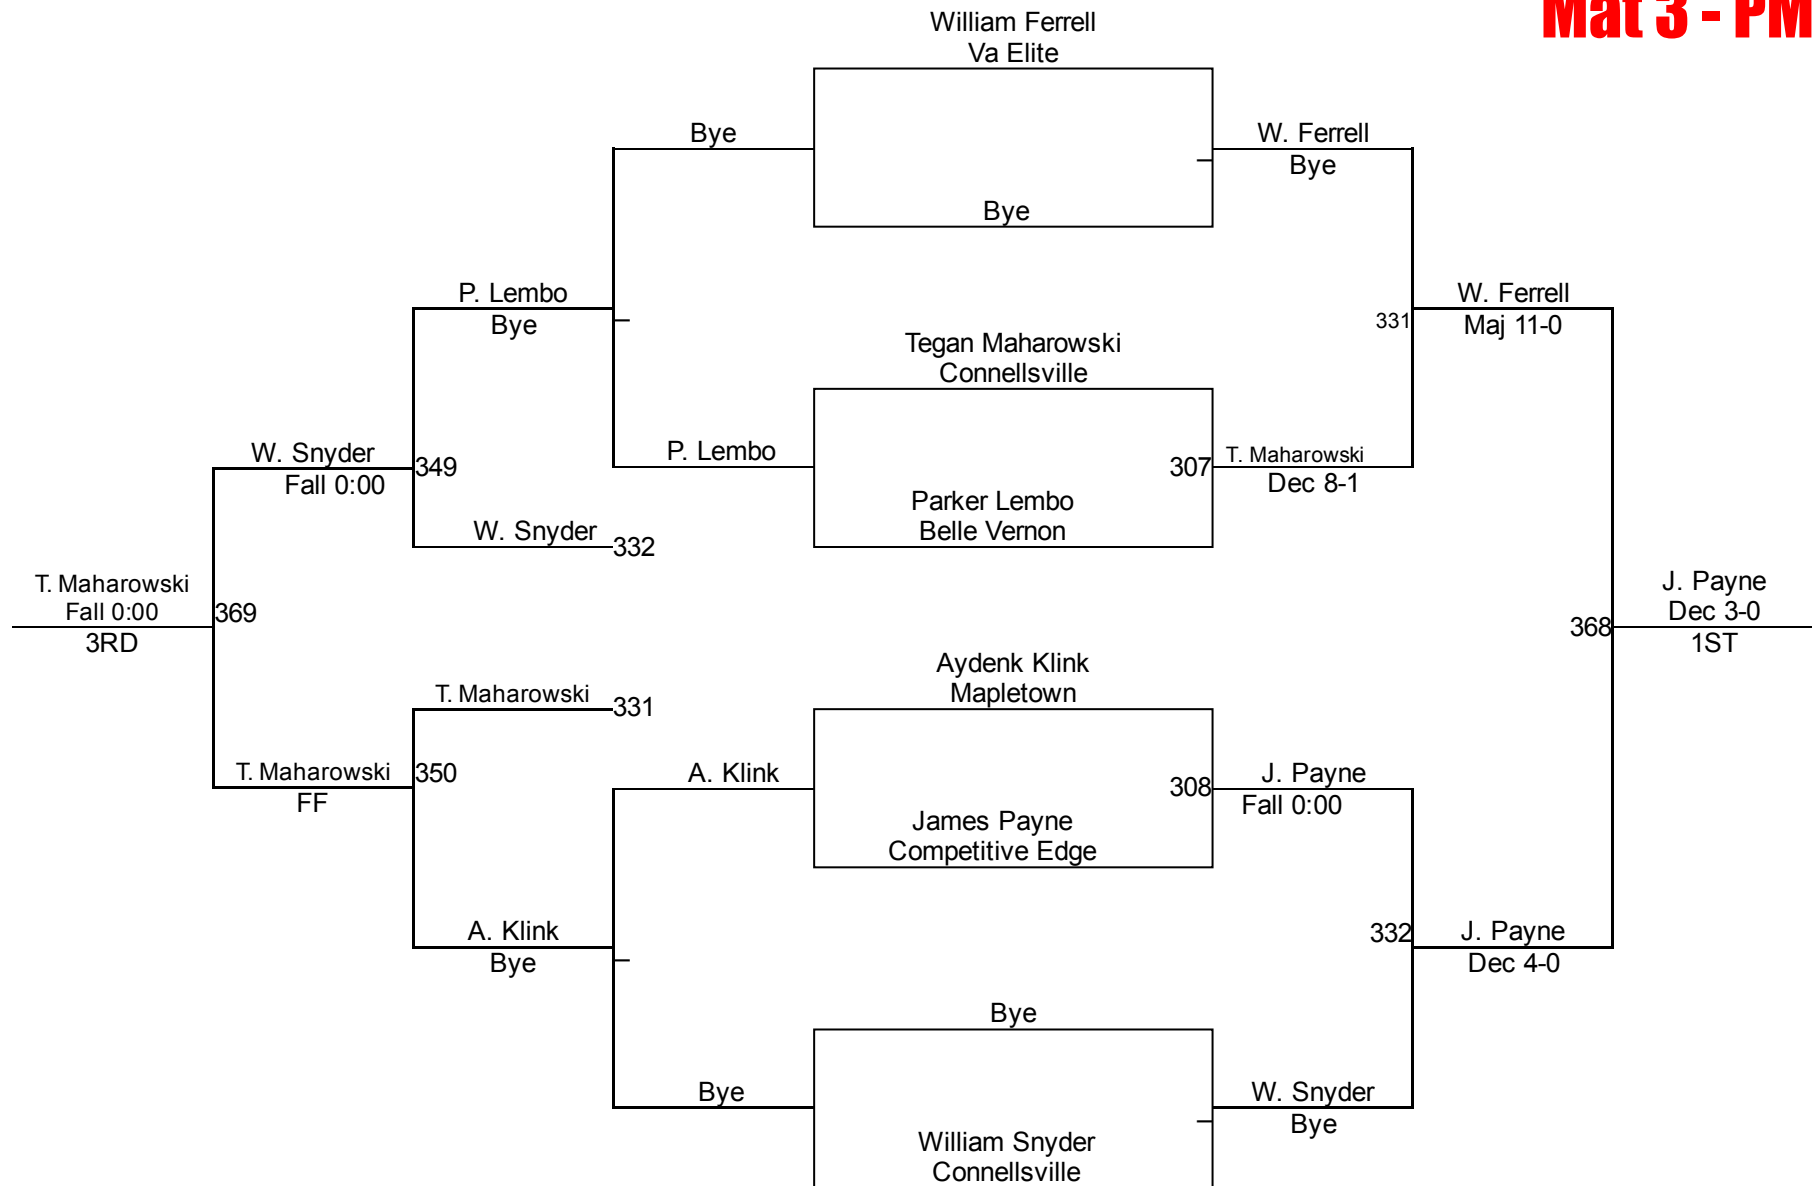 Mat 3 - PM
William Ferrell
Va Elite
Bye
W. Ferrell
Bye
Bye
P. Lembo
Bye
W. Ferrell
Maj 11-0
331
Tegan Maharowski
Connellsville
W. Snyder
Fall 0:00
349
P. Lembo
307
T. Maharowski
Dec 8-1
Parker Lembo
Belle Vernon
W. Snyder
332
T. Maharowski
Fall 0:00
3RD
369
J. Payne
Dec 3-0
1ST
368
Aydenk Klink
Mapletown
T. Maharowski
331
T. Maharowski
FF
350
A. Klink
308
J. Payne
Fall 0:00
James Payne
Competitive Edge
A. Klink
Bye
332
J. Payne
Dec 4-0
Bye
Bye
W. Snyder
Bye
William Snyder
Connellsville